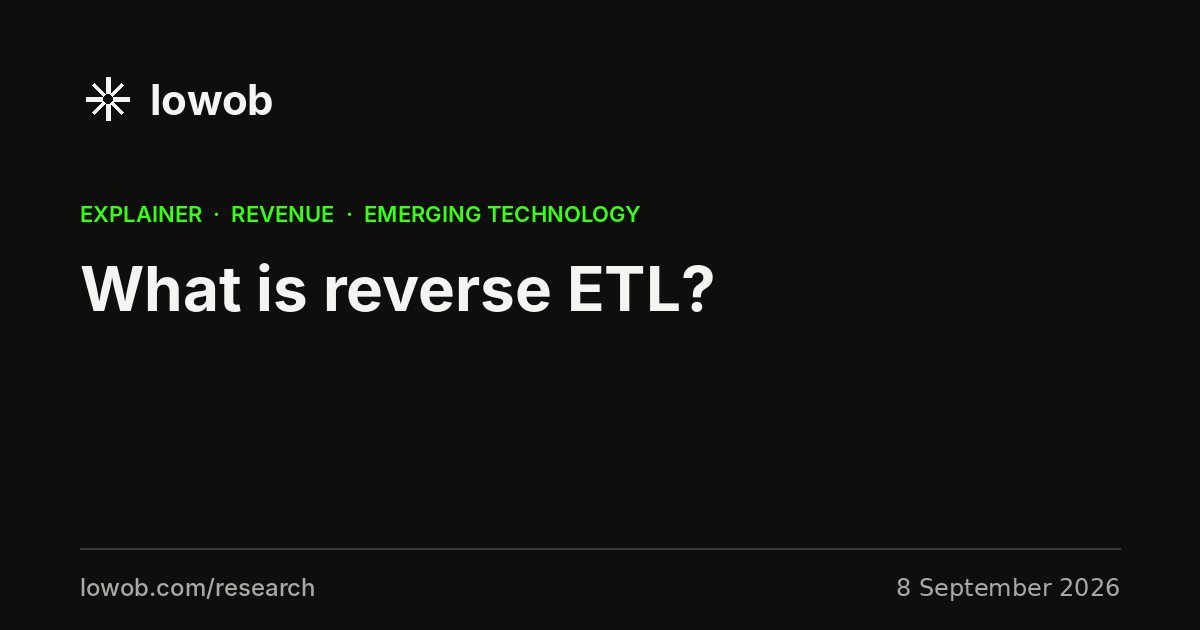 lowob
EXPLAINER · REVENUE · EMERGING TECHNOLOGY
What is reverse ETL?
lowob.com/research
8 September 2026